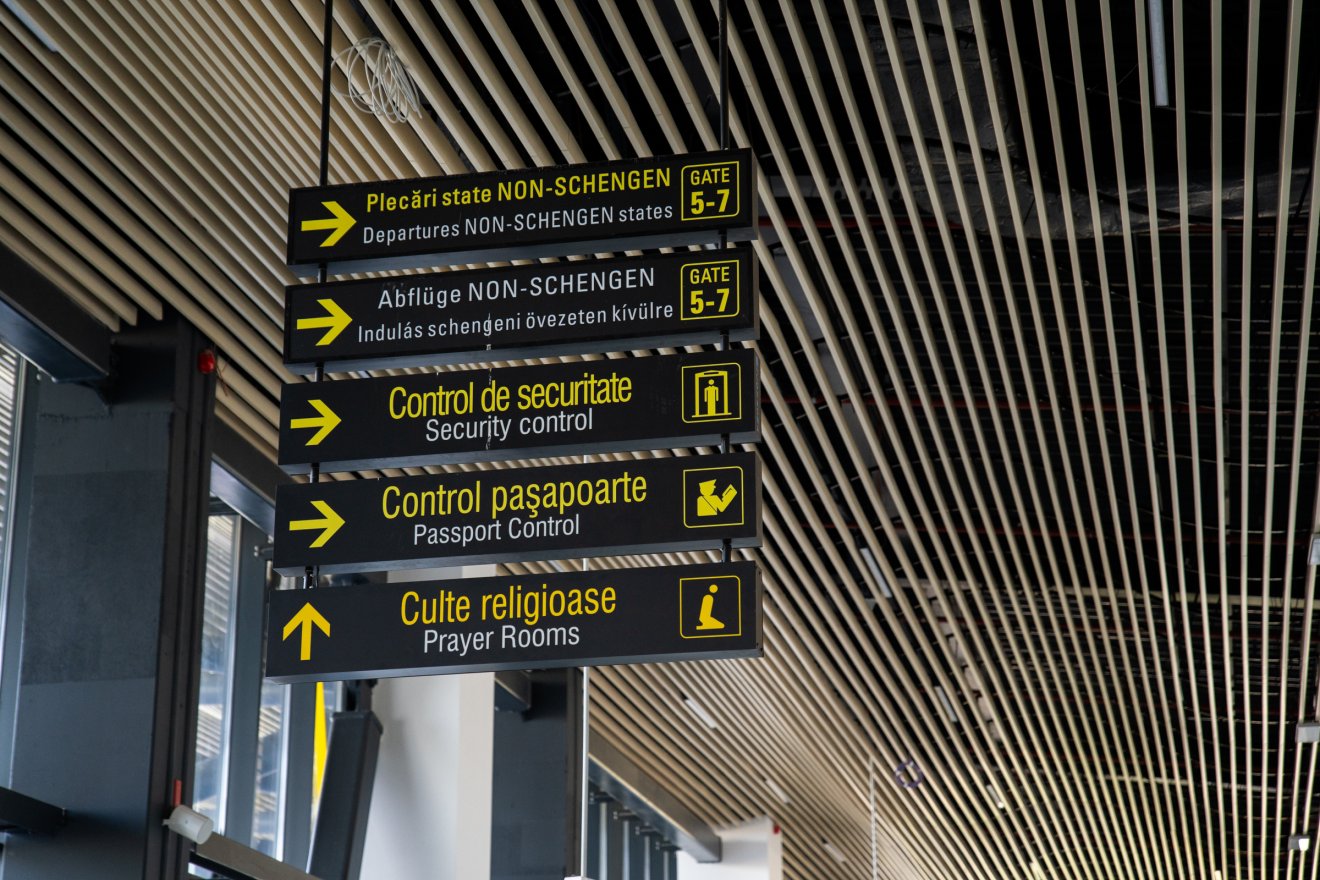 Plecări state NON-SCHENGEN
Departures NON-SCHENGEN states
GATE
5-7
Abflüge NON-SCHENGEN
Indulás schengeni övezeten kívülre
GATE
5-7
Control de securitate
Security control
Control paşapoarte
Passport Control
Culte religioase
Prayer Rooms